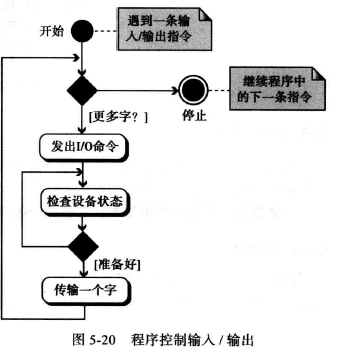 开始
遇到一条输
入/输出指令
继续程序中
的下一条指令
停止
[更多字？]
发出I/O命令
检查设备状态
[准备好]
传输一个字
图 5-20 程序控制输入 / 输出